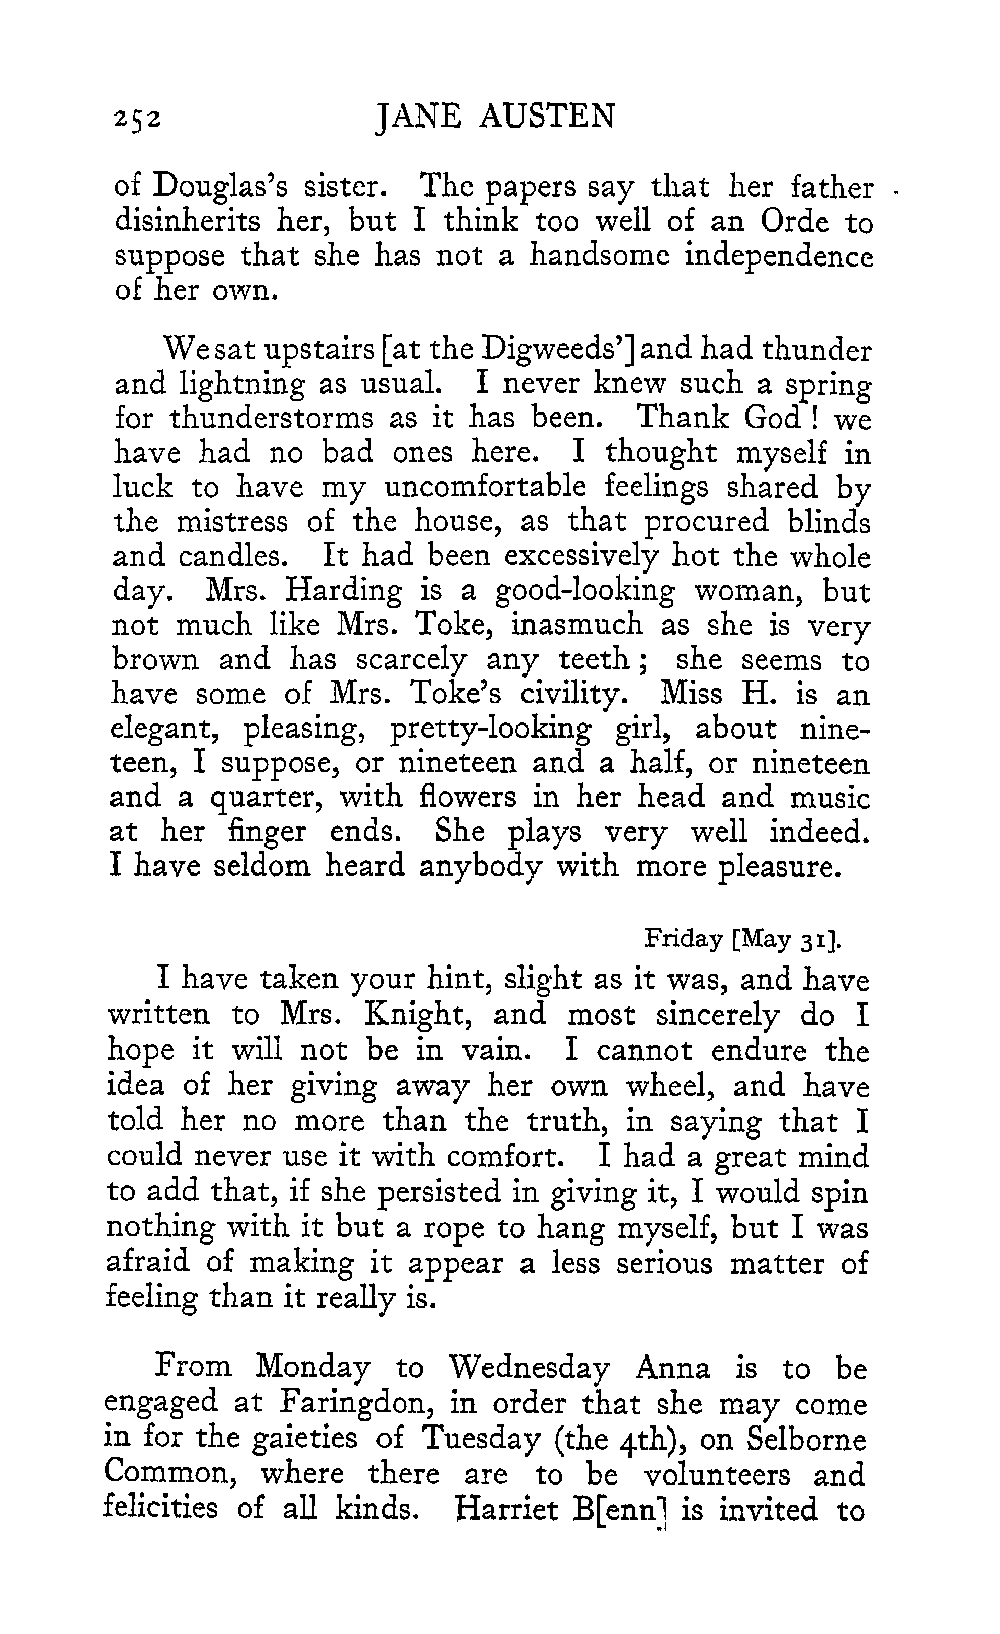 252 JANE AUSTEN
of Douglas's sister. The papers say that her father
disinherits her, but I think too well of an Orde to
suppose that she has not a handsome independence
of her own.
We sat upstairs [at the Digweeds'] and had thunder
and lightning as usual. I never knew such a spring
for thunderstorms as it has been. Thank God! we
have had no bad ones here. I thought myself in
luck to have my uncomfortable feelings shared by
the mistress of the house, as that procured blinds
and candles. It had been excessively hot the whole
day. Mrs. Harding is a good-looking woman, but
not much like Mrs. Toke, inasmuch as she is very
brown and has scarcely any teeth; she seems to
have some of Mrs. Toke's civility. Miss H. is an
elegant, pleasing, pretty-looking girl, about nine-
teen, I suppose, or nineteen and a half, or nineteen
and a quarter, with flowers in her head and music
at her finger ends. She plays very well indeed.
I have seldom heard anybody with more pleasure.
Friday [May 31].
I have taken your hint, slight as it was, and have
written to Mrs. Knight, and most sincerely do I
hope it will not be in vain. I cannot endure the
idea of her giving away her own wheel, and have
told her no more than the truth, in saying that I
could never use it with comfort. I had a great mind
to add that, if she persisted in giving it, I would spin
nothing with it but a rope to hang myself, but I was
afraid of making it appear a less serious matter of
feeling than it really is.
From Monday to Wednesday Anna is to be
engaged at Faringdon, in order that she may come
in for the gaieties of Tuesday (the 4th), on Selborne
Common, where there are to be volunteers and
felicities of all kinds. Harriet B[enn] is invited to